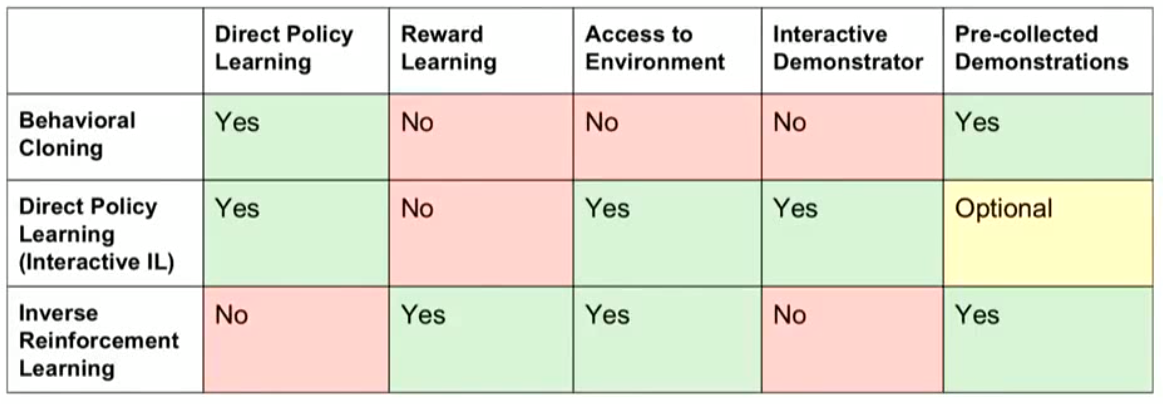 Direct Policy Learning
Reward Learning
Access to Environment
Interactive Demonstrator
Pre-collected Demonstrations
Behavioral Cloning
Yes
No
No
No
Yes
Direct Policy Learning (Interactive IL)
Yes
No
Yes
Yes
Optional
Inverse Reinforcement Learning
No
Yes
Yes
No
Yes